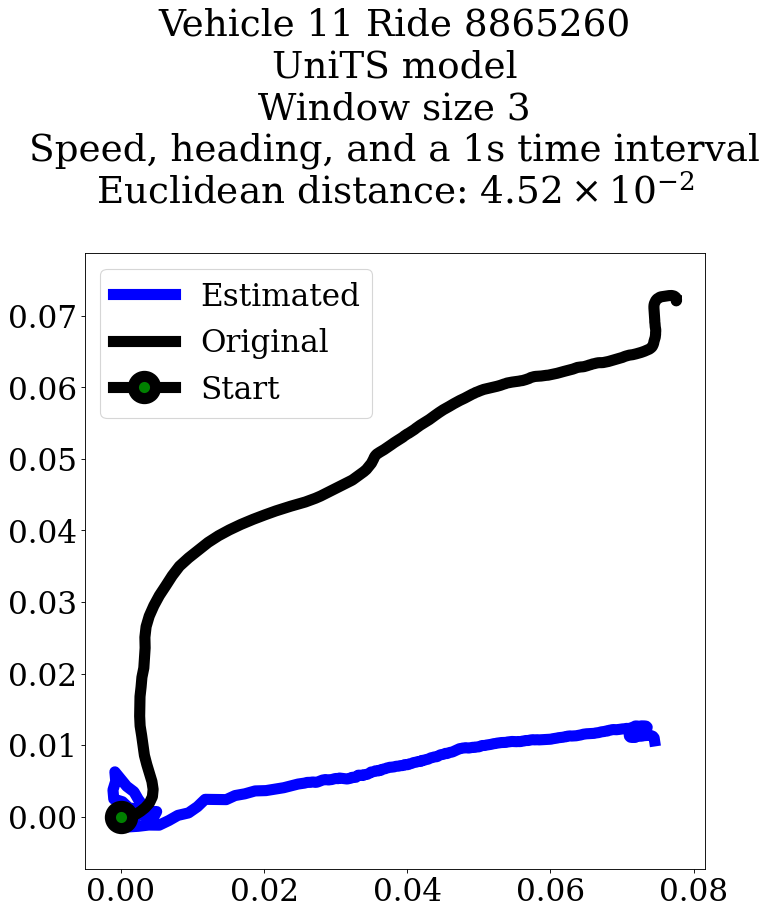 Vehicle 11 Ride 8865260
UniTS model
Window size 3
Speed, heading, and a 1s time interval
Euclidean distance: 4.52 × 10⁻²
Estimated
Original
Start
0.07
0.06
0.05
0.04
0.03
0.02
0.01
0.00
0.00 0.02 0.04 0.06 0.08